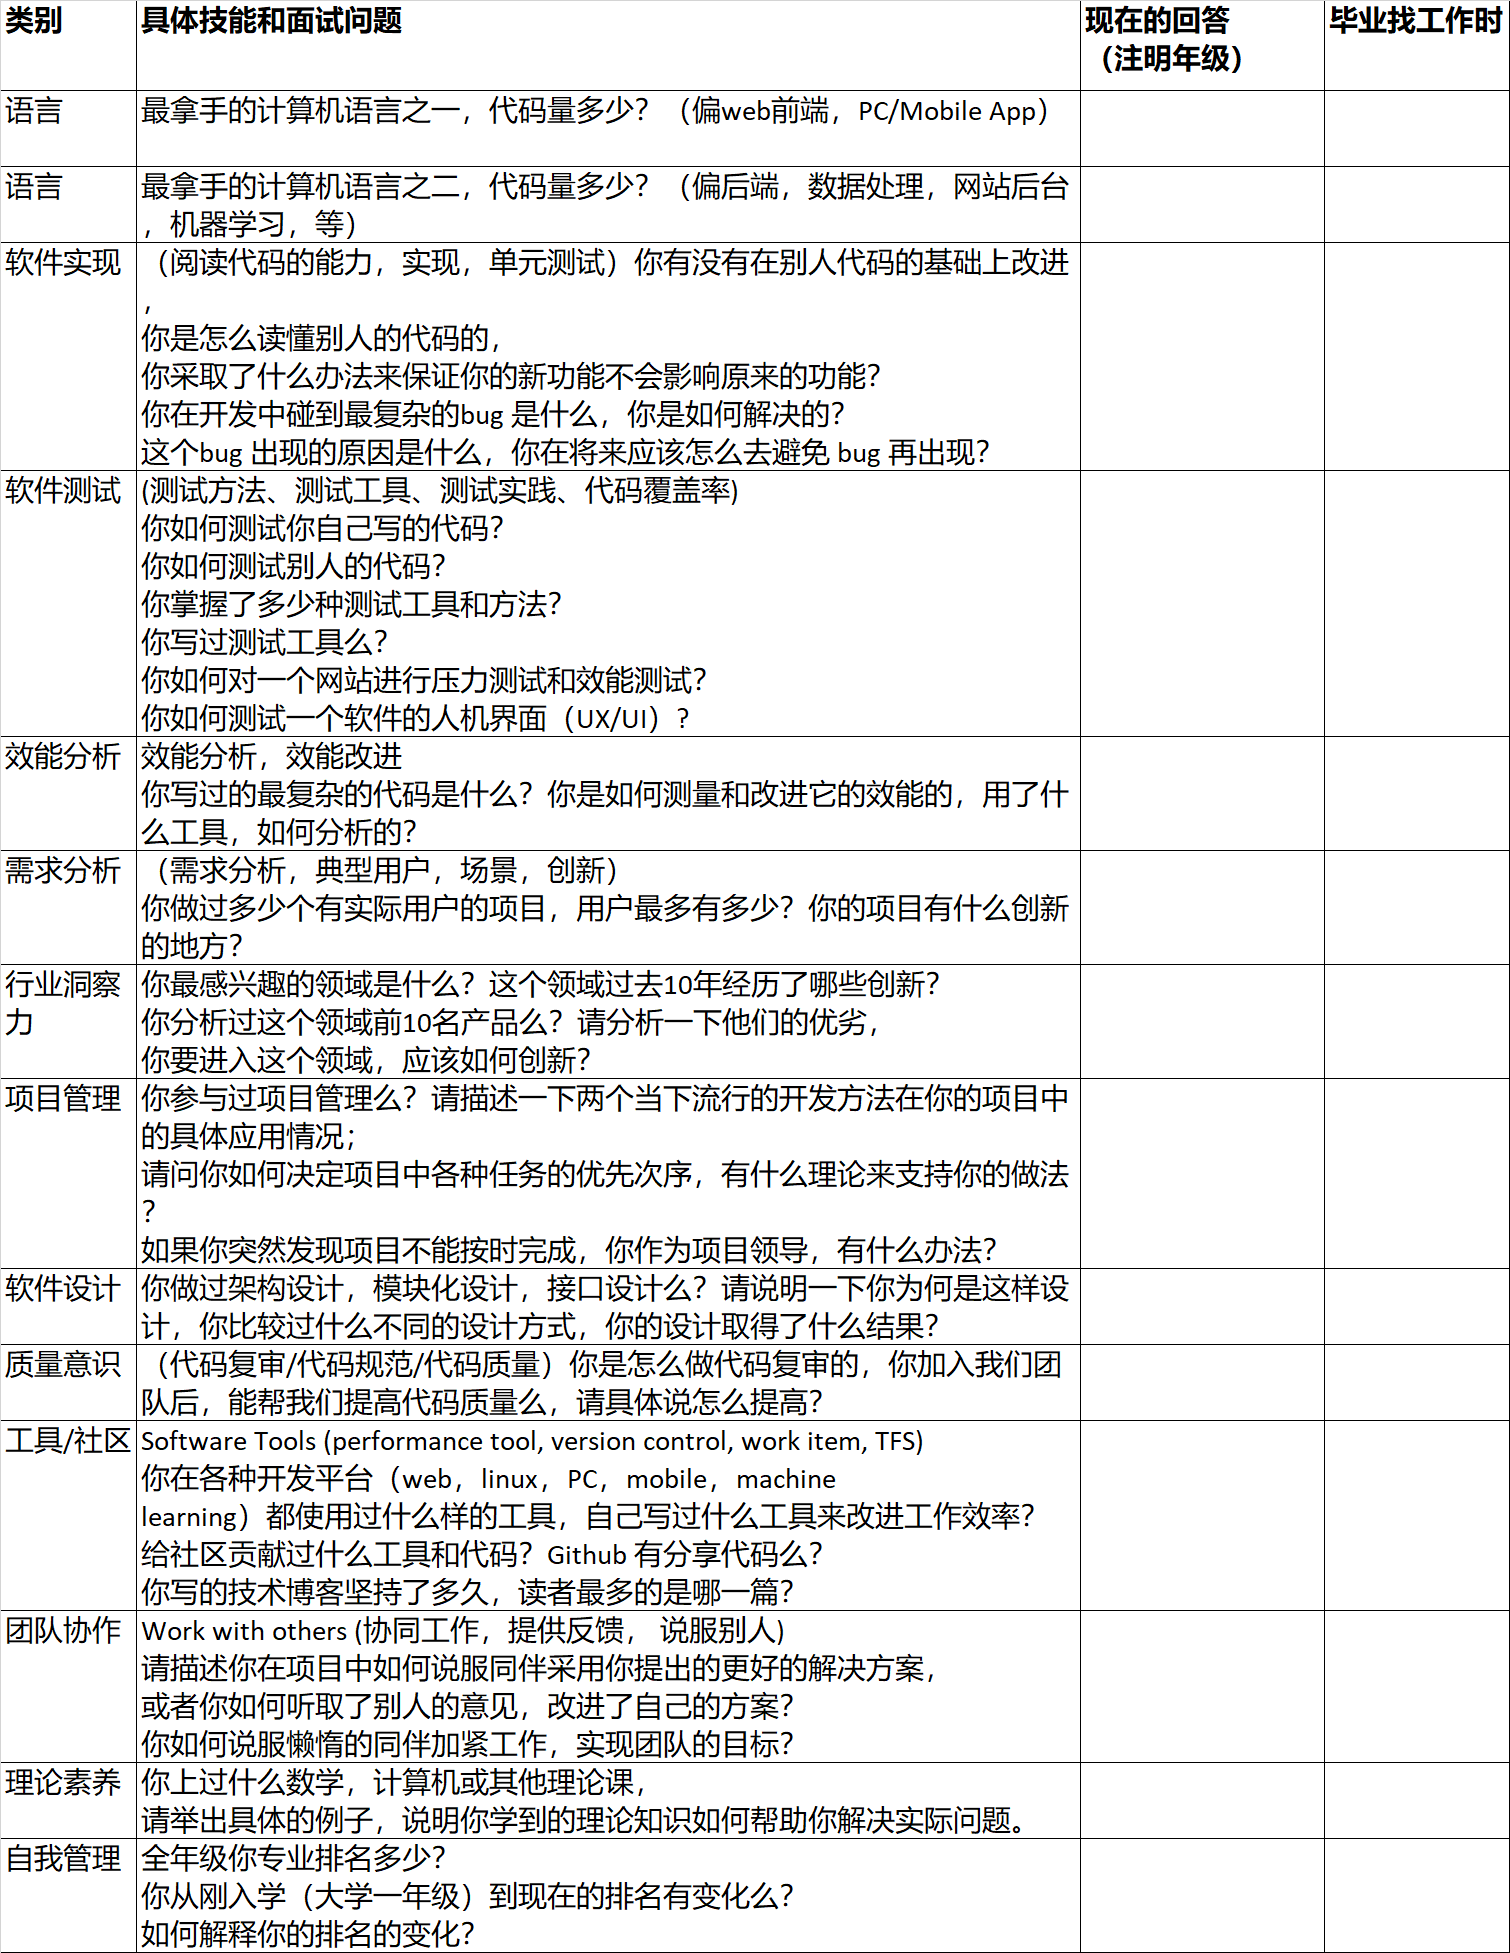 类别
具体技能和面试问题
现在的回答
（注明年级）
毕业找工作时
语言
最拿手的计算机语言之一，代码量多少？（偏web前端，PC/Mobile App）
语言
最拿手的计算机语言之二，代码量多少？（偏后端，数据处理，网站后台
，机器学习，等）
软件实现
（阅读代码的能力，实现，单元测试）你有没有在别人代码的基础上改进
，
你是怎么读懂别人的代码的，
你采取了什么办法来保证你的新功能不会影响原来的功能？
你在开发中碰到最复杂的bug 是什么，你是如何解决的？
这个bug 出现的原因是什么，你在将来应该怎么去避免 bug 再出现？
软件测试
(测试方法、测试工具、测试实践、代码覆盖率)
你如何测试你自己写的代码？
你如何测试别人的代码？
你掌握了多少种测试工具和方法？
你写过测试工具么？
你如何对一个网站进行压力测试和效能测试？
你如何测试一个软件的人机界面（UX/UI）?
效能分析
效能分析，效能改进
你写过的最复杂的代码是什么？你是如何测量和改进它的效能的，用了什
么工具，如何分析的？
需求分析
（需求分析，典型用户，场景，创新）
你做过多少个有实际用户的项目，用户最多有多少？你的项目有什么创新
的地方？
行业洞察
力
你最感兴趣的领域是什么？这个领域过去10年经历了哪些创新？
你分析过这个领域前10名产品么？请分析一下他们的优劣，
你要进入这个领域，应该如何创新？
项目管理
你参与过项目管理么？请描述一下两个当下流行的开发方法在你的项目中
的具体应用情况；
请问你如何决定项目中各种任务的优先次序，有什么理论来支持你的做法
？
如果你突然发现项目不能按时完成，你作为项目领导，有什么办法？
软件设计
你做过架构设计，模块化设计，接口设计么？请说明一下你为何是这样设
计，你比较过什么不同的设计方式，你的设计取得了什么结果？
质量意识
（代码复审/代码规范/代码质量）你是怎么做代码复审的，你加入我们团
队后，能帮我们提高代码质量么，请具体说怎么提高？
工具/社区
Software Tools (performance tool, version control, work item, TFS)
你在各种开发平台（web，linux，PC，mobile，machine
learning）都使用过什么样的工具，自己写过什么工具来改进工作效率？
给社区贡献过什么工具和代码？Github 有分享代码么？
你写的技术博客坚持了多久，读者最多的是哪一篇？
团队协作
Work with others (协同工作，提供反馈， 说服别人)
请描述你在项目中如何说服同伴采用你提出的更好的解决方案，
或者你如何听取了别人的意见，改进了自己的方案？
你如何说服懒惰的同伴加紧工作，实现团队的目标？
理论素养
你上过什么数学，计算机或其他理论课，
请举出具体的例子，说明你学到的理论知识如何帮助你解决实际问题。
自我管理
全年级你专业排名多少？
你从刚入学（大学一年级）到现在的排名有变化么？
如何解释你的排名的变化？